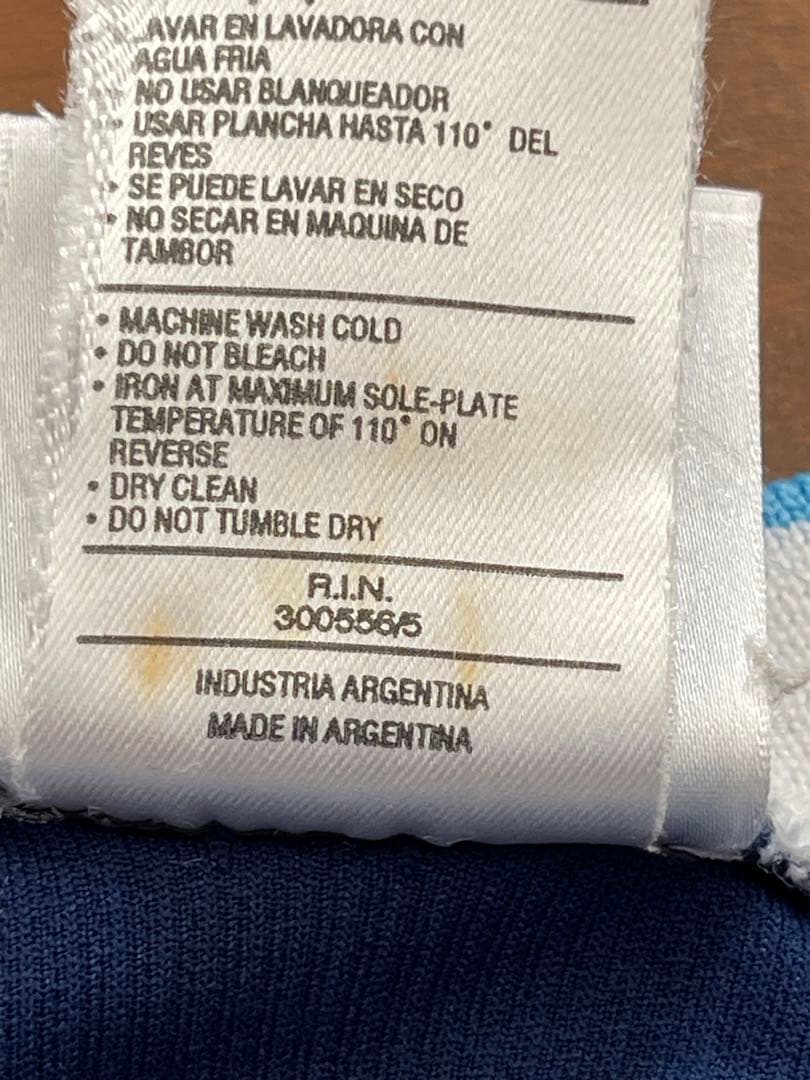 LAVAR EN LAVADORA CON
AGUA FRIA
• NO USAR BLANQUEADOR
• USAR PLANCHA HASTA 110° DEL
REVES
• SE PUEDE LAVAR EN SECO
• NO SECAR EN MAQUINA DE
TAMBOR
• MACHINE WASH COLD
• DO NOT BLEACH
• IRON AT MAXIMUM SOLE-PLATE
TEMPERATURE OF 110° ON
REVERSE
• DRY CLEAN
• DO NOT TUMBLE DRY
R.I.N.
300556/5
INDUSTRIA ARGENTINA
MADE IN ARGENTINA